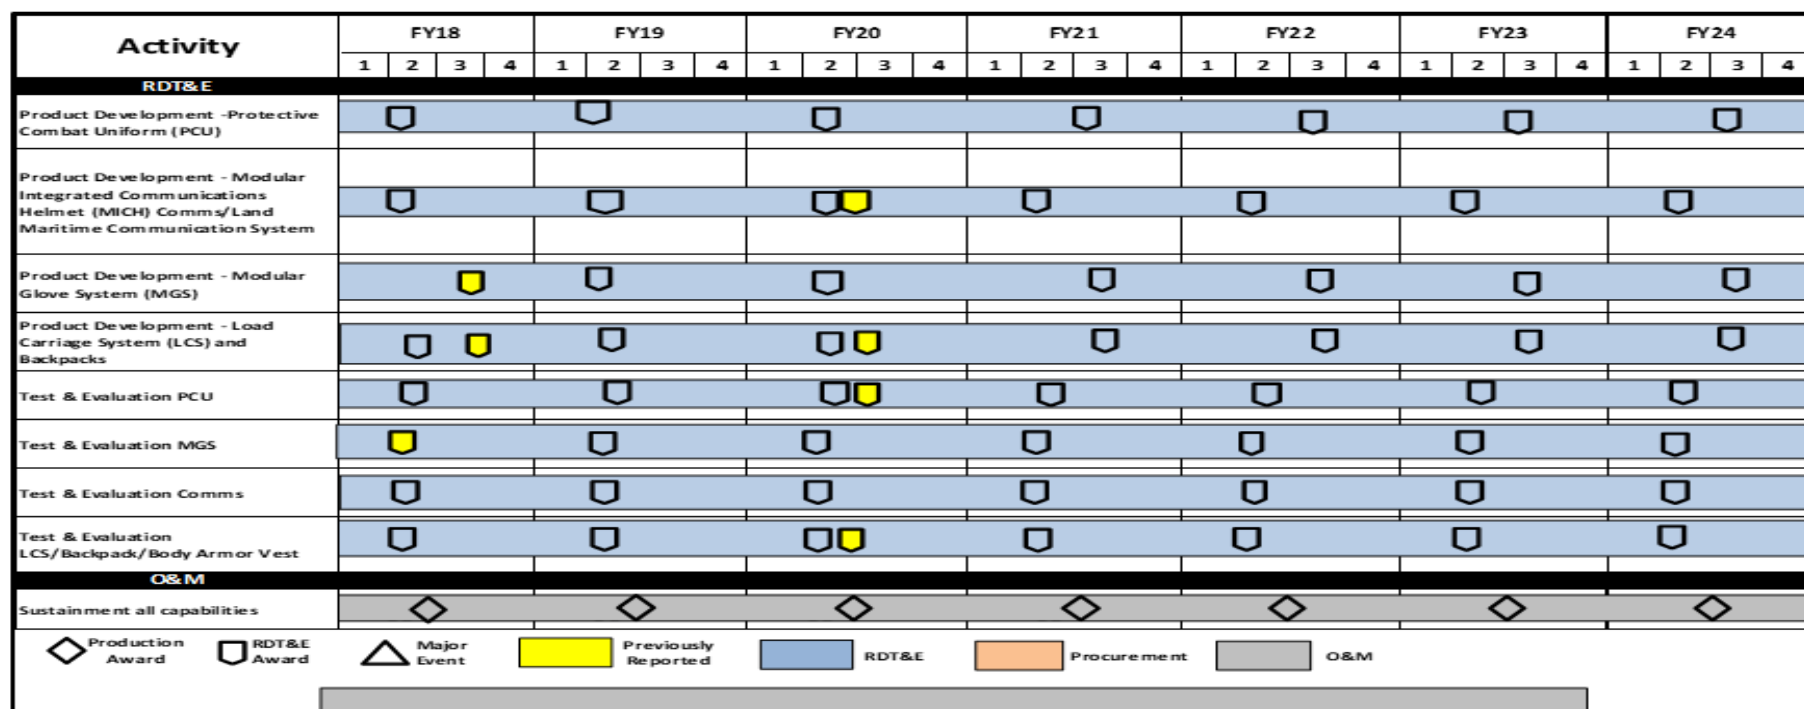 Activity
FY18 FY19 FY20 FY21 FY22 FY23 FY24
1 2 3 4 1 2 3 4 1 2 3 4 1 2 3 4 1 2 3 4 1 2 3 4 1 2 3 4
RDT&E
Product Development -Protective
Combat Uniform (PCU)
Product Development - Modular
Integrated Communications
Helmet (MICH) Comms/Land
Maritime Communication System
Product Development - Modular
Glove System (MGS)
Product Development - Load
Carriage System (LCS) and
Backpacks
Test & Evaluation PCU
Test & Evaluation MGS
Test & Evaluation Comms
Test & Evaluation
LCS/Backpack/Body Armor Vest
O&M
Sustainment all capabilities
Production
Award
RDT&E
Award
Major
Event
Previously
Reported
RDT&E
Procurement
O&M